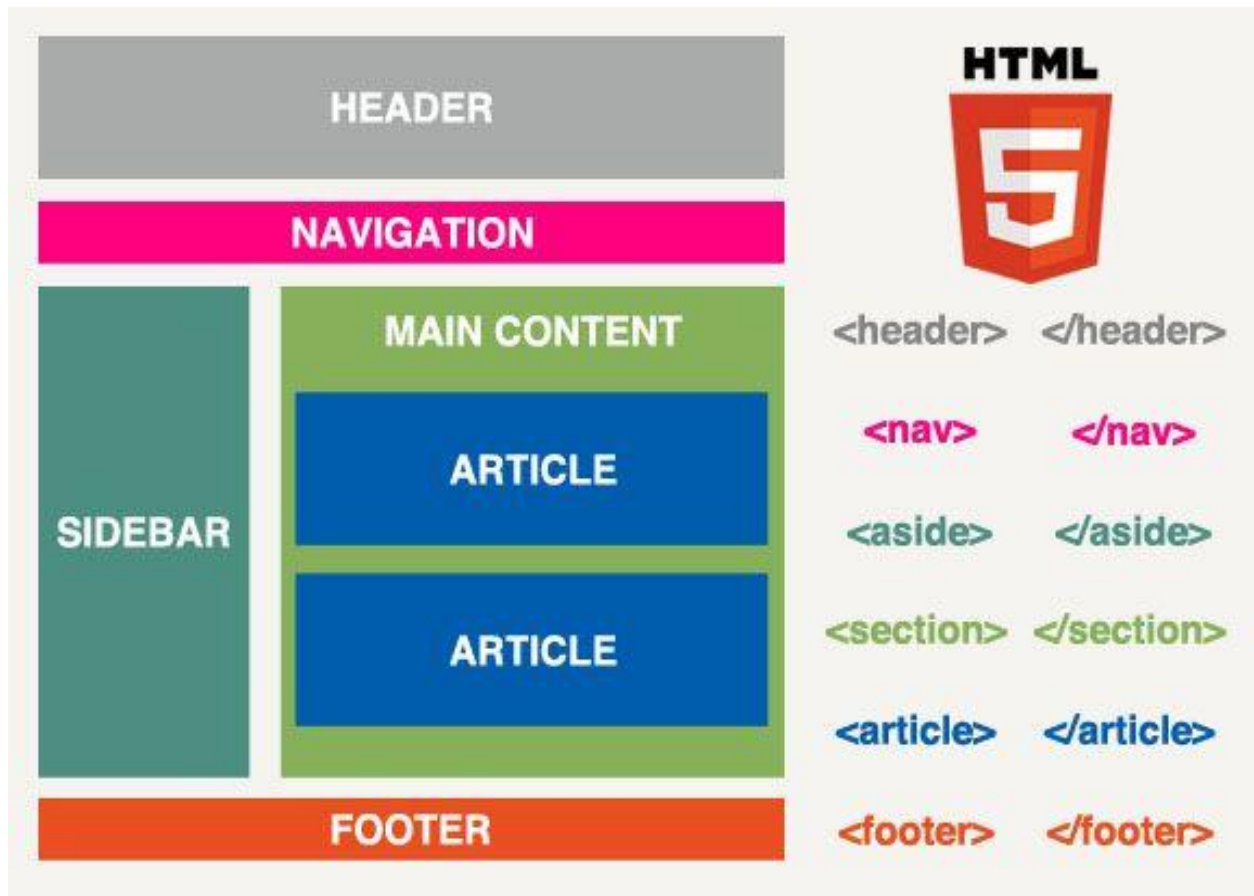 HEADER
NAVIGATION
SIDEBAR
MAIN CONTENT
ARTICLE
ARTICLE
FOOTER
HTML
5
<header> </header>
<nav> </nav>
<aside> </aside>
<section> </section>
<article> </article>
<footer> </footer>